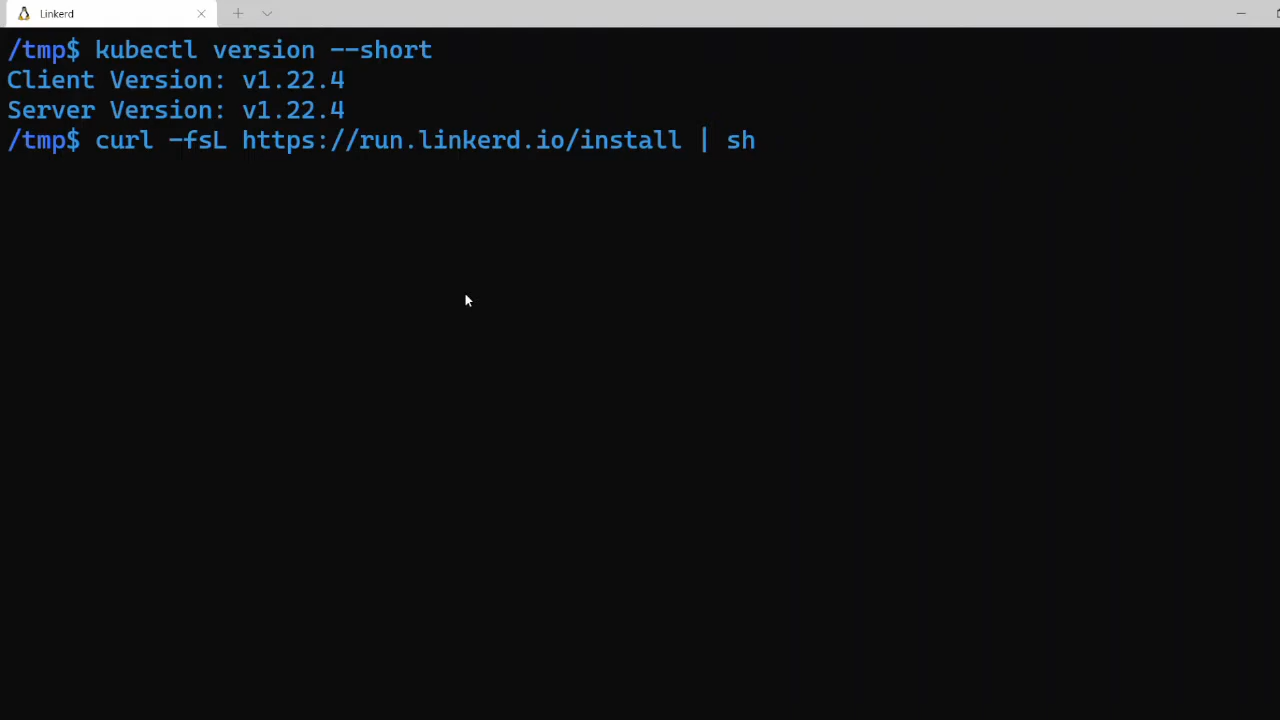 Linkerd
/tmp$ kubectl version --short
Client Version: v1.22.4
Server Version: v1.22.4
/tmp$ curl -fsL https://run.linkerd.io/install | sh